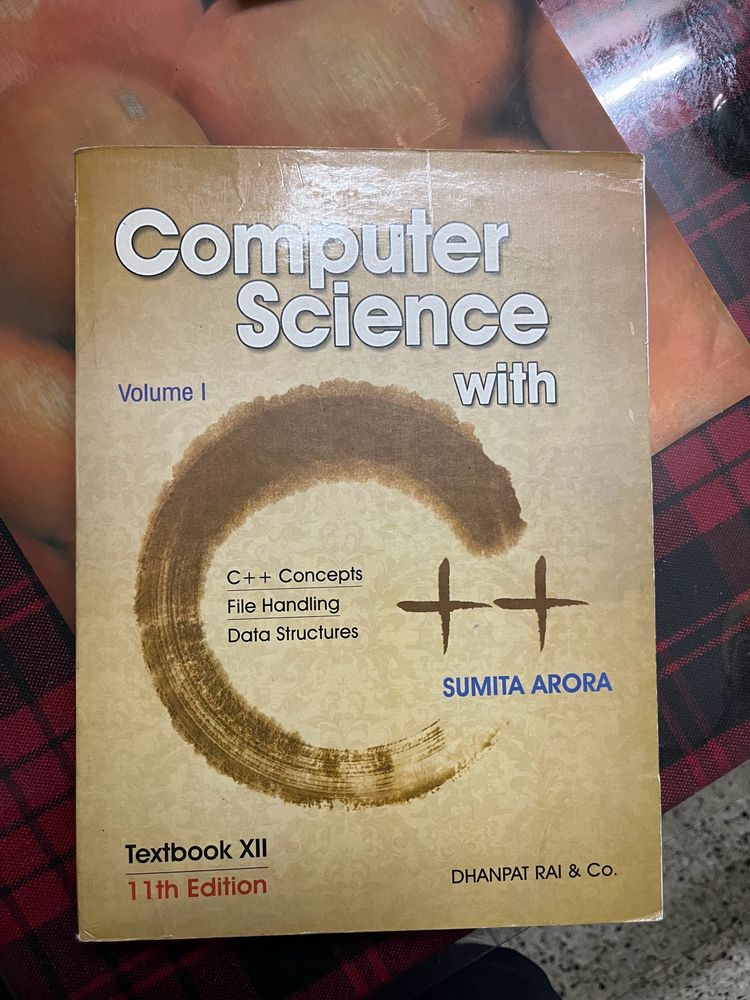 Computer
Science
with
Volume I
C++ Concepts
File Handling
Data Structures
++
SUMITA ARORA
Textbook XII
11th Edition
DHANPAT RAI & Co.